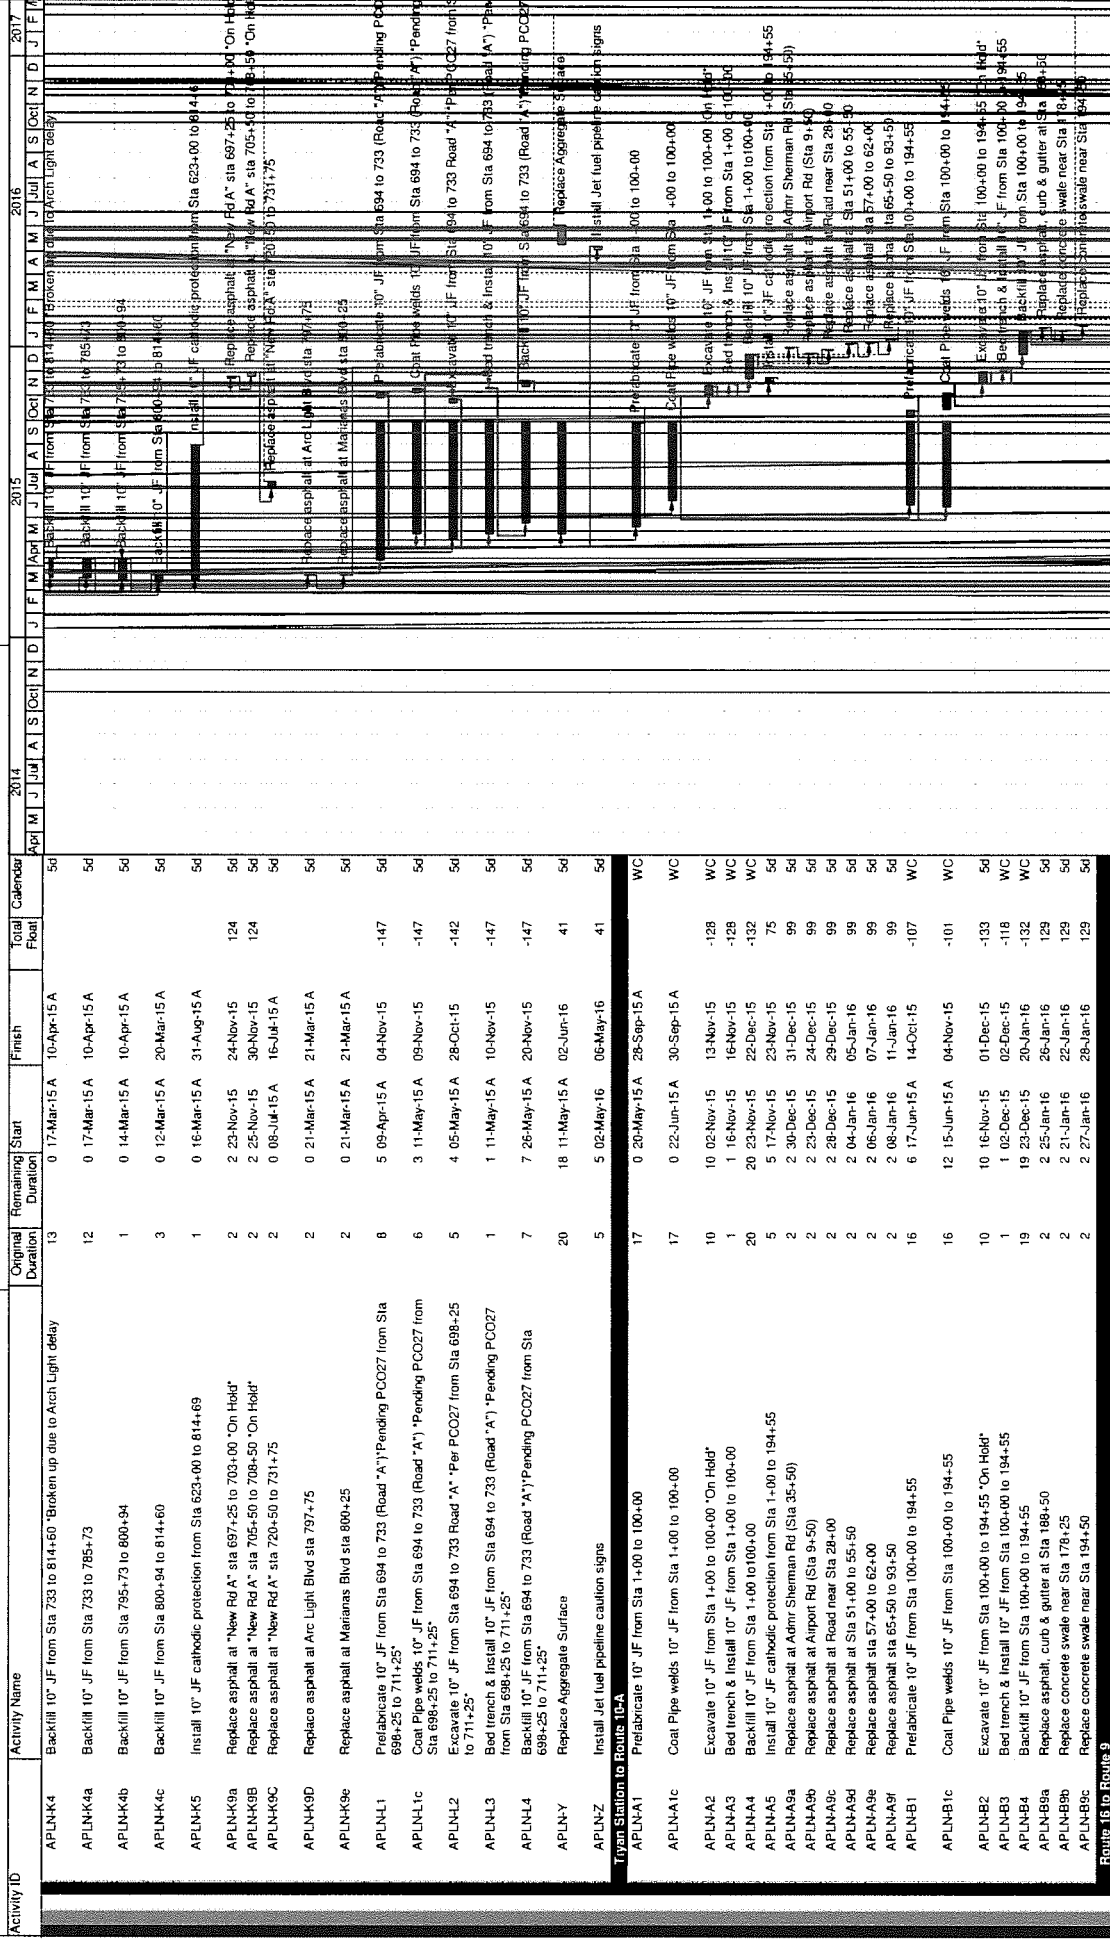 Activity ID Activity Name Original Duration Remaining Duration Start Finish Total Float Calendar
2014 2015 2016 2017
Apr M J Jul A S Oct N D J F M Apr M J Jul A S Oct N D J F M A M J Jul A S Oct N D J F
APLN-K4 Backfill 10" JF from Sta 733 to 814+60 *Broken up due to Arch Light delay 13 0 17-Mar-15 A 10-Apr-15 A 5d
APLN-K4a Backfill 10" JF from Sta 733 to 785+73 12 0 17-Mar-15 A 10-Apr-15 A 5d
APLN-K4b Backfill 10" JF from Sta 795+73 to 800+94 1 0 14-Mar-15 A 10-Apr-15 A 5d
APLN-K4c Backfill 10" JF from Sta 800+94 to 814+60 3 0 12-Mar-15 A 20-Mar-15 A 5d
APLN-K5 Install 10" JF cathodic protection from Sta 623+00 to 814+69 1 0 16-Mar-15 A 31-Aug-15 A 5d
APLN-K9a Replace asphalt at "New Rd A" sta 697+25 to 703+00 *On Hold* 2 2 23-Nov-15 24-Nov-15 124 5d
APLN-K9B Replace asphalt at "New Rd A" sta 705+50 to 708+50 *On Hold* 2 2 25-Nov-15 30-Nov-15 124 5d
APLN-K9C Replace asphalt at "New Rd A" sta 720+50 to 731+75 2 0 08-Jul-15 A 16-Jul-15 A 5d
APLN-K9D Replace asphalt at Arc Light Blvd sta 797+75 2 0 21-Mar-15 A 21-Mar-15 A 5d
APLN-K9e Replace asphalt at Marianas Blvd sta 800+25 2 0 21-Mar-15 A 21-Mar-15 A 5d
APLN-L1 Prefabricate 10" JF from Sta 694 to 733 (Road "A")*Pending PCO27 from Sta 698+25 to 711+25* 8 5 09-Apr-15 A 04-Nov-15 -147 5d
APLN-L1c Coat Pipe welds 10" JF from Sta 694 to 733 (Road "A") *Pending PCO27 from Sta 698+25 to 711+25* 6 3 11-May-15 A 09-Nov-15 -147 5d
APLN-L2 Excavate 10" JF from Sta 694 to 733 Road "A" *Per PCO27 from Sta 698+25 to 711+25* 5 4 05-May-15 A 28-Oct-15 -142 5d
APLN-L3 Bed trench & Install 10" JF from Sta 694 to 733 (Road "A") *Pending PCO27 from Sta 698+25 to 711+25* 1 1 11-May-15 A 10-Nov-15 -147 5d
APLN-L4 Backfill 10" JF from Sta 694 to 733 (Road "A")*Pending PCO27 from Sta 698+25 to 711+25* 7 7 26-May-15 A 20-Nov-15 -147 5d
APLN-Y Replace Aggregate Surface 20 18 11-May-15 A 02-Jun-16 41 5d
APLN-Z Install Jet fuel pipeline caution signs 5 5 02-May-16 06-May-16 41 5d
Tiyan Station to Route 10-A
APLN-A1 Prefabricate 10" JF from Sta 1+00 to 100+00 17 0 20-May-15 A 28-Sep-15 A WC
APLN-A1c Coat Pipe welds 10" JF from Sta 1+00 to 100+00 17 0 22-Jun-15 A 30-Sep-15 A WC
APLN-A2 Excavate 10" JF from Sta 1+00 to 100+00 *On Hold* 10 10 02-Nov-15 13-Nov-15 -128 WC
APLN-A3 Bed trench & Install 10" JF from Sta 1+00 to 100+00 1 1 16-Nov-15 16-Nov-15 -128 WC
APLN-A4 Backfill 10" JF from Sta 1+00 to100+00 20 20 23-Nov-15 22-Dec-15 -132 WC
APLN-A5 Install 10" JF cathodic protection from Sta 1+00 to 194+55 5 5 17-Nov-15 23-Nov-15 75 5d
APLN-A9a Replace asphalt at Admr Sherman Rd (Sta 35+50) 2 2 30-Dec-15 31-Dec-15 99 5d
APLN-A9b Replace asphalt at Airport Rd (Sta 9+50) 2 2 23-Dec-15 24-Dec-15 99 5d
APLN-A9c Replace asphalt at Road near Sta 28+00 2 2 28-Dec-15 29-Dec-15 99 5d
APLN-A9d Replace asphalt at Sta 51+00 to 55+50 2 2 04-Jan-16 05-Jan-16 99 5d
APLN-A9e Replace asphalt sta 57+00 to 62+00 2 2 06-Jan-16 07-Jan-16 99 5d
APLN-A9f Replace asphalt sta 65+50 to 93+50 2 2 08-Jan-16 11-Jan-16 99 5d
APLN-B1 Prefabricate 10" JF from Sta 100+00 to 194+55 16 6 17-Jun-15 A 14-Oct-15 -107 WC
APLN-B1c Coat Pipe welds 10" JF from Sta 100+00 to 194+55 16 12 15-Jun-15 A 04-Nov-15 -101 WC
APLN-B2 Excavate 10" JF from Sta 100+00 to 194+55 *On Hold* 10 10 16-Nov-15 01-Dec-15 -133 5d
APLN-B3 Bed trench & Install 10" JF from Sta 100+00 to 194+55 1 1 02-Dec-15 02-Dec-15 -118 WC
APLN-B4 Backfill 10" JF from Sta 100+00 to 194+55 19 19 23-Dec-15 20-Jan-16 -132 WC
APLN-B9a Replace asphalt, curb & gutter at Sta 188+50 2 2 25-Jan-16 26-Jan-16 129 5d
APLN-B9b Replace concrete swale near Sta 178+25 2 2 21-Jan-16 22-Jan-16 129 5d
APLN-B9c Replace concrete swale near Sta 194+50 2 2 27-Jan-16 28-Jan-16 129 5d
Route 16 to Route 9